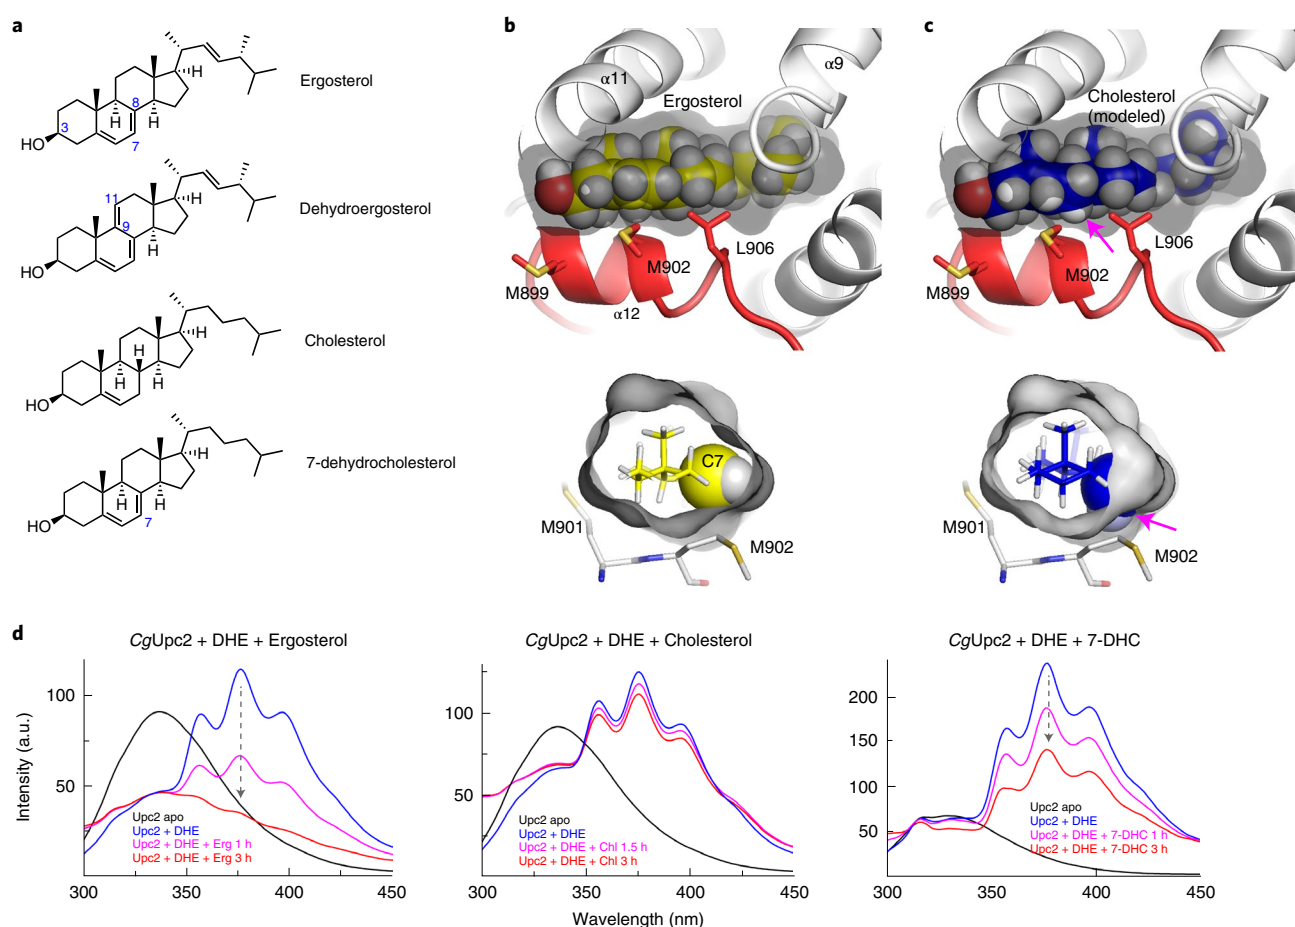 a
Ergosterol
3
8
7
HO
H
H
H
Dehydroergosterol
11
9
HO
H
H
Cholesterol
HO
H
H
H
H
7-dehydrocholesterol
7
HO
H
H
H
b
α11
α9
Ergosterol
M899
M902
L906
α12
C7
M901
M902
c
Cholesterol
(modeled)
M899
M902
L906
M901
M902
d
CgUpc2 + DHE + Ergosterol
Intensity (a.u.)
100
50
Upc2 apo
Upc2 + DHE
Upc2 + DHE + Erg 1 h
Upc2 + DHE + Erg 3 h
300
350
400
450
CgUpc2 + DHE + Cholesterol
100
50
Upc2 apo
Upc2 + DHE
Upc2 + DHE + Chl 1.5 h
Upc2 + DHE + Chl 3 h
300
350
400
450
Wavelength (nm)
CgUpc2 + DHE + 7-DHC
200
150
100
50
Upc2 apo
Upc2 + DHE
Upc2 + DHE + 7-DHC 1 h
Upc2 + DHE + 7-DHC 3 h
300
350
400
450